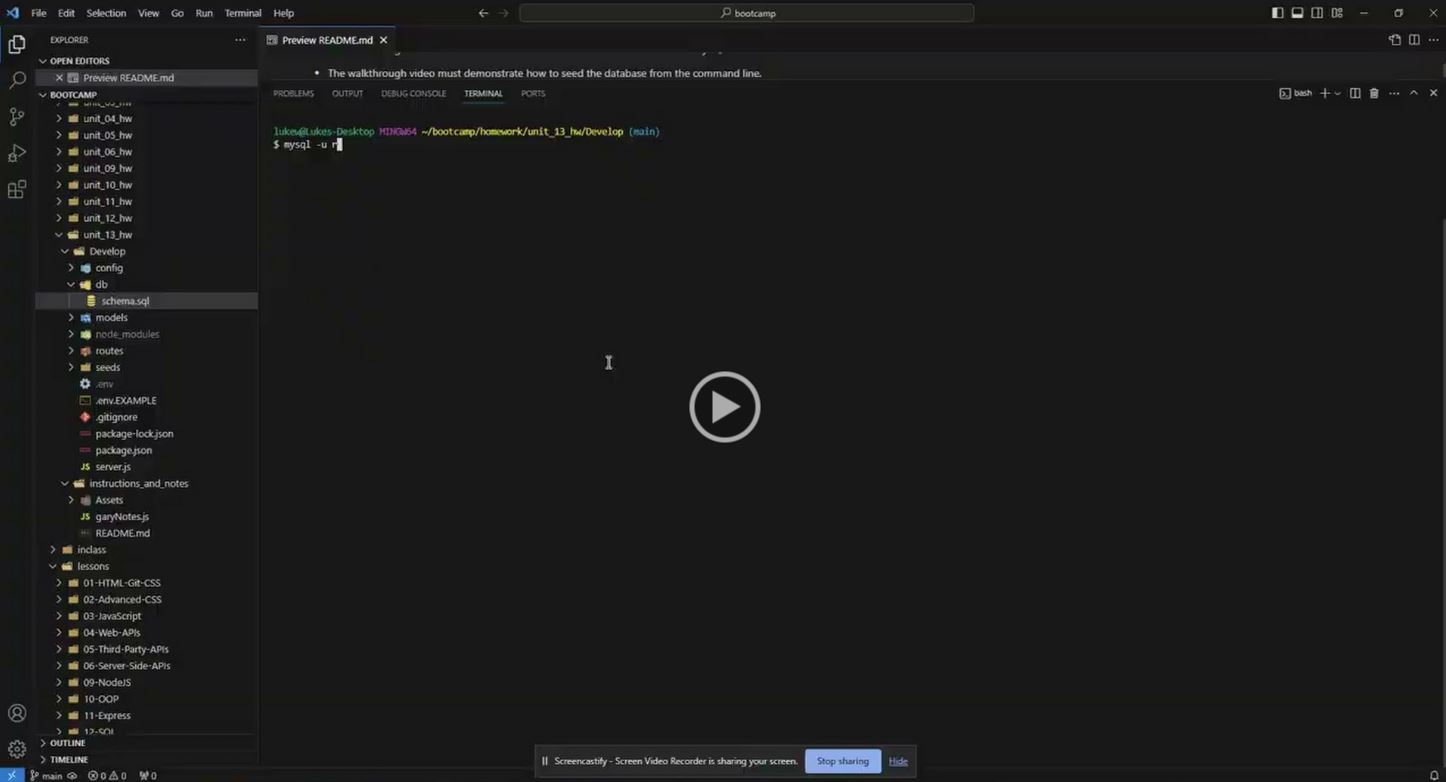 File Edit Selection View Go Run Terminal Help
bootcamp
EXPLORER
Preview README.md
OPEN EDITORS
Preview README.md
The walkthrough video must demonstrate how to seed the database from the command line.
BOOTCAMP
PROBLEMS OUTPUT DEBUG CONSOLE TERMINAL PORTS
bash
unit_03_hw
unit_04_hw
unit_05_hw
unit_06_hw
unit_09_hw
unit_10_hw
unit_11_hw
unit_12_hw
unit_13_hw
Develop
config
db
schema.sql
models
node_modules
routes
seeds
.env
.env.EXAMPLE
.gitignore
package-lock.json
package.json
server.js
instructions_and_notes
Assets
garyNotes.js
README.md
inclass
lessons
01-HTML-Git-CSS
02-Advanced-CSS
03-JavaScript
04-Web-APIs
05-Third-Party-APIs
06-Server-Side-APIs
09-NodeJS
10-OOP
11-Express
12-SQL
OUTLINE
TIMELINE
lukew@Lukes-Desktop MINGW64 ~/bootcamp/homework/unit_13_hw/Develop (main)
$ mysql -u r
Screencastify - Screen Video Recorder is sharing your screen.
Stop sharing
Hide
main 0 0 0